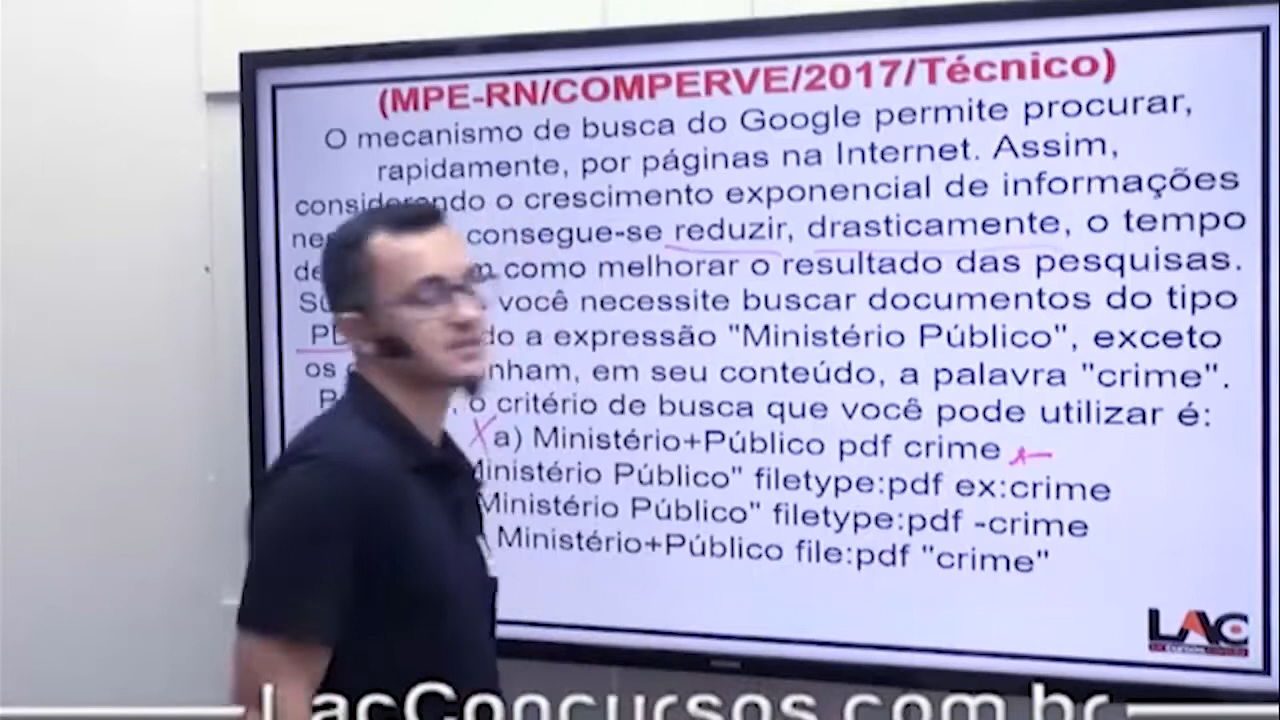 (MPE-RN/COMPERVE/2017/Técnico)
O mecanismo de busca do Google permite procurar,
rapidamente, por páginas na Internet. Assim,
considerando o crescimento exponencial de informações
consegue-se reduzir, drasticamente, o tempo
como melhorar o resultado das pesquisas.
você necessite buscar documentos do tipo
a expressão "Ministério Público", exceto
os em seu conteúdo, a palavra "crime".
o critério de busca que você pode utilizar é:
a) Ministério+Público pdf crime
Ministério Público" filetype:pdf ex:crime
Ministério Público" filetype:pdf -crime
Ministério+Público file:pdf "crime"
LAC
LacConcursos.com.br